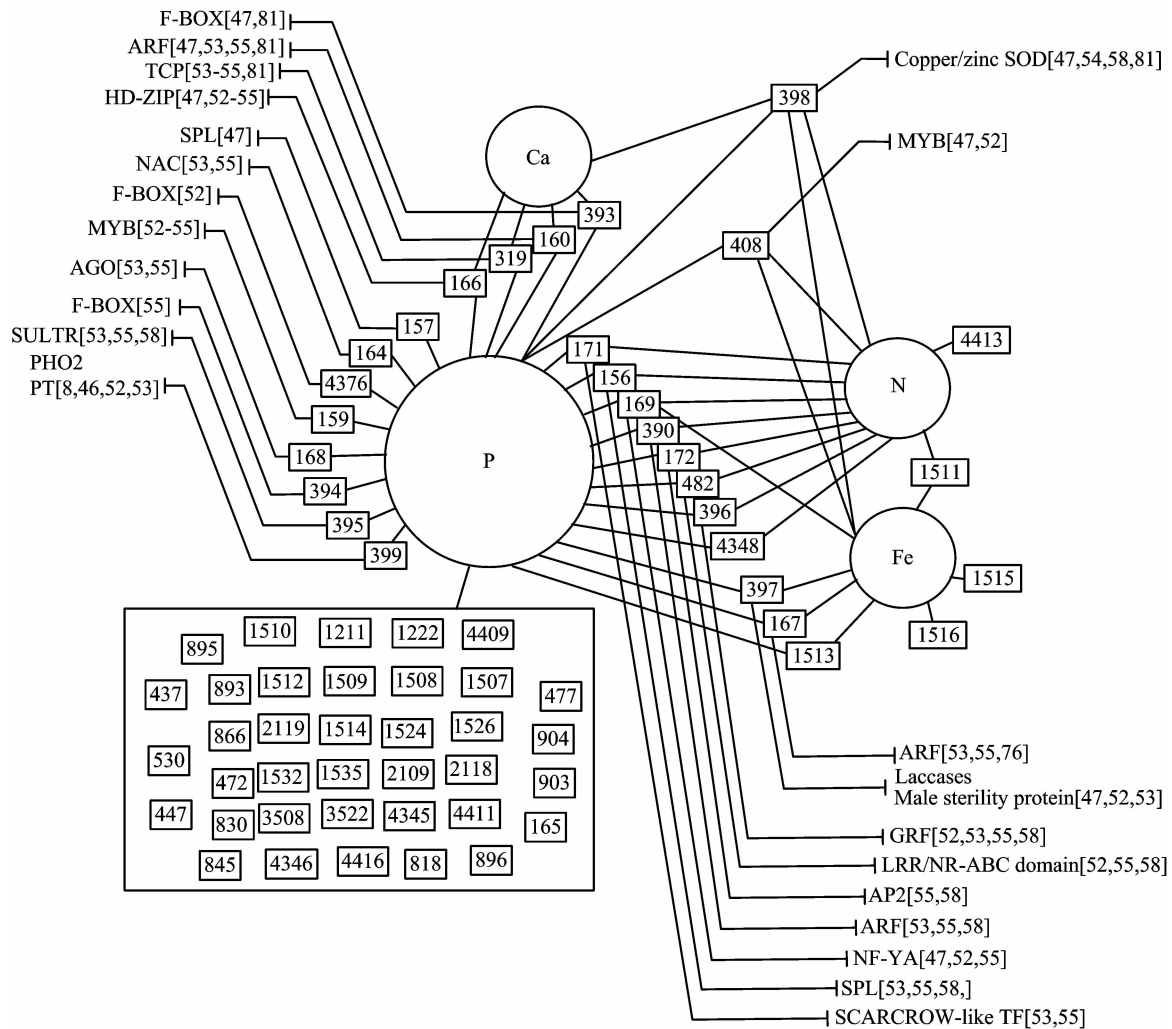 F-BOX[47,81]
ARF[47,53,55,81]
TCP[53-55,81]
HD-ZIP[47,52-55]
SPL[47]
NAC[53,55]
F-BOX[52]
MYB[52-55]
AGO[53,55]
F-BOX[55]
SULTR[53,55,58]
PHO2
PT[8,46,52,53]
Ca
393
160
319
166
157
164
4376
159
168
394
395
399
P
398
Copper/zinc SOD[47,54,58,81]
MYB[47,52]
408
171
156
169
390
172
482
396
4348
397
167
1513
N
4413
1511
Fe
1515
1516
895
1510
1211
1222
4409
437
893
1512
1509
1508
1507
477
530
866
2119
1514
1524
1526
904
472
1532
1535
2109
2118
903
447
830
3508
3522
4345
4411
165
845
4346
4416
818
896
ARF[53,55,76]
Laccases
Male sterility protein[47,52,53]
GRF[52,53,55,58]
LRR/NR-ABC domain[52,55,58]
AP2[55,58]
ARF[53,55,58]
NF-YA[47,52,55]
SPL[53,55,58,]
SCARCROW-like TF[53,55]